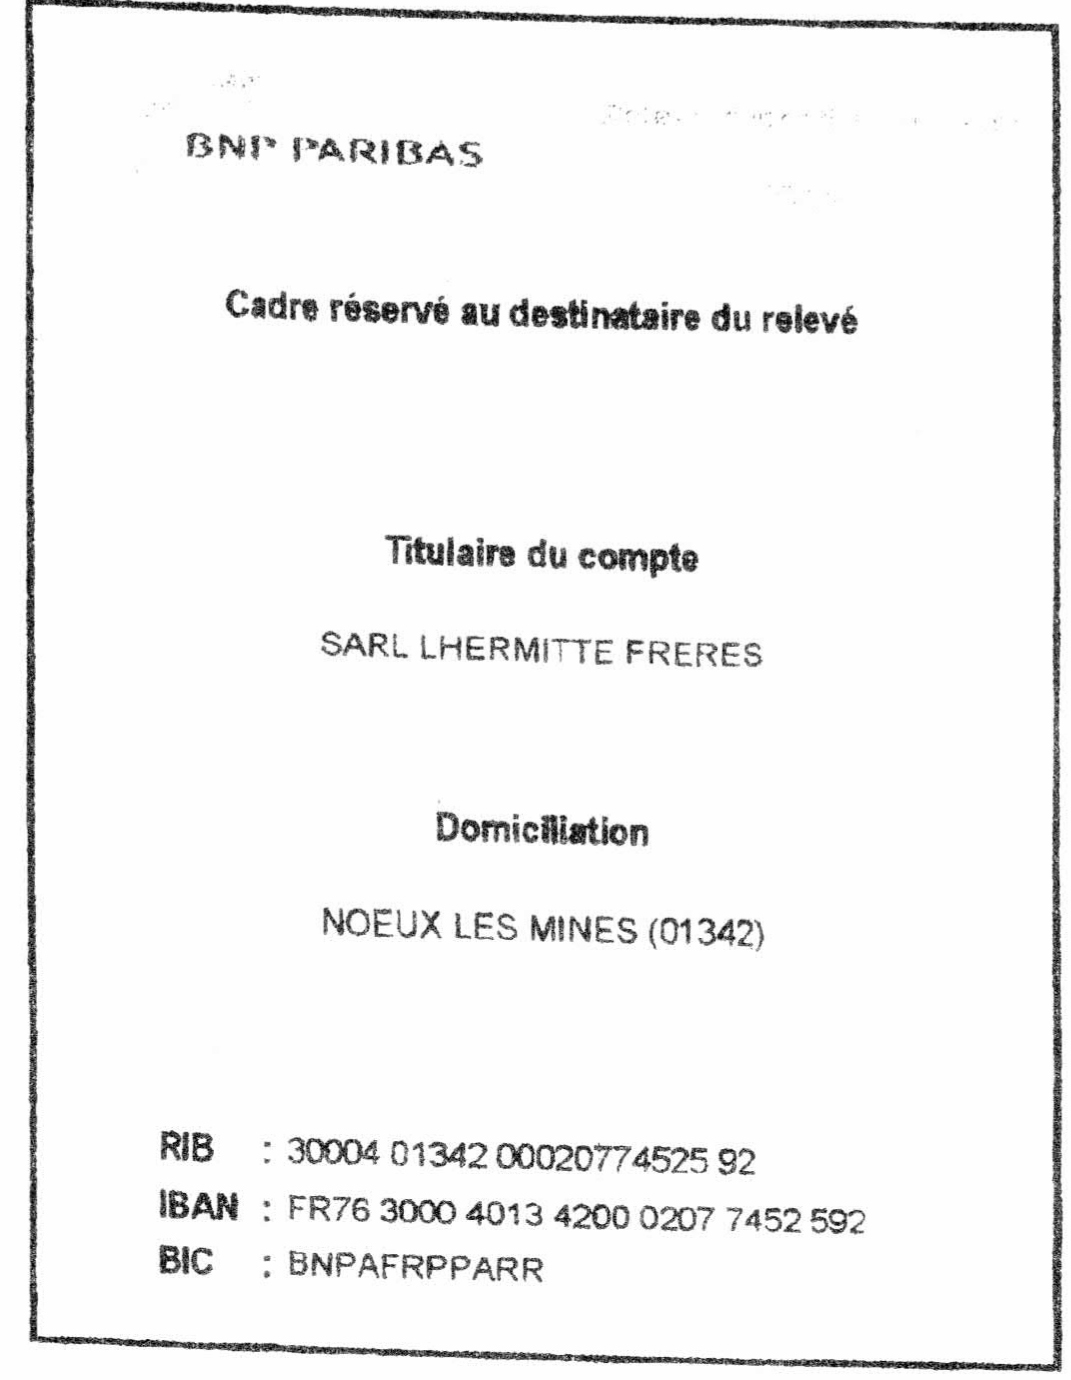 BNP PARIBAS
Cadre réservé au destinataire du relevé
Titulaire du compte
SARL LHERMITTE FRERES
Domiciliation
NOEUX LES MINES (01342)
RIB : 30004 01342 00020774525 92
IBAN : FR76 3000 4013 4200 0207 7452 592
BIC : BNPAFRPPARR